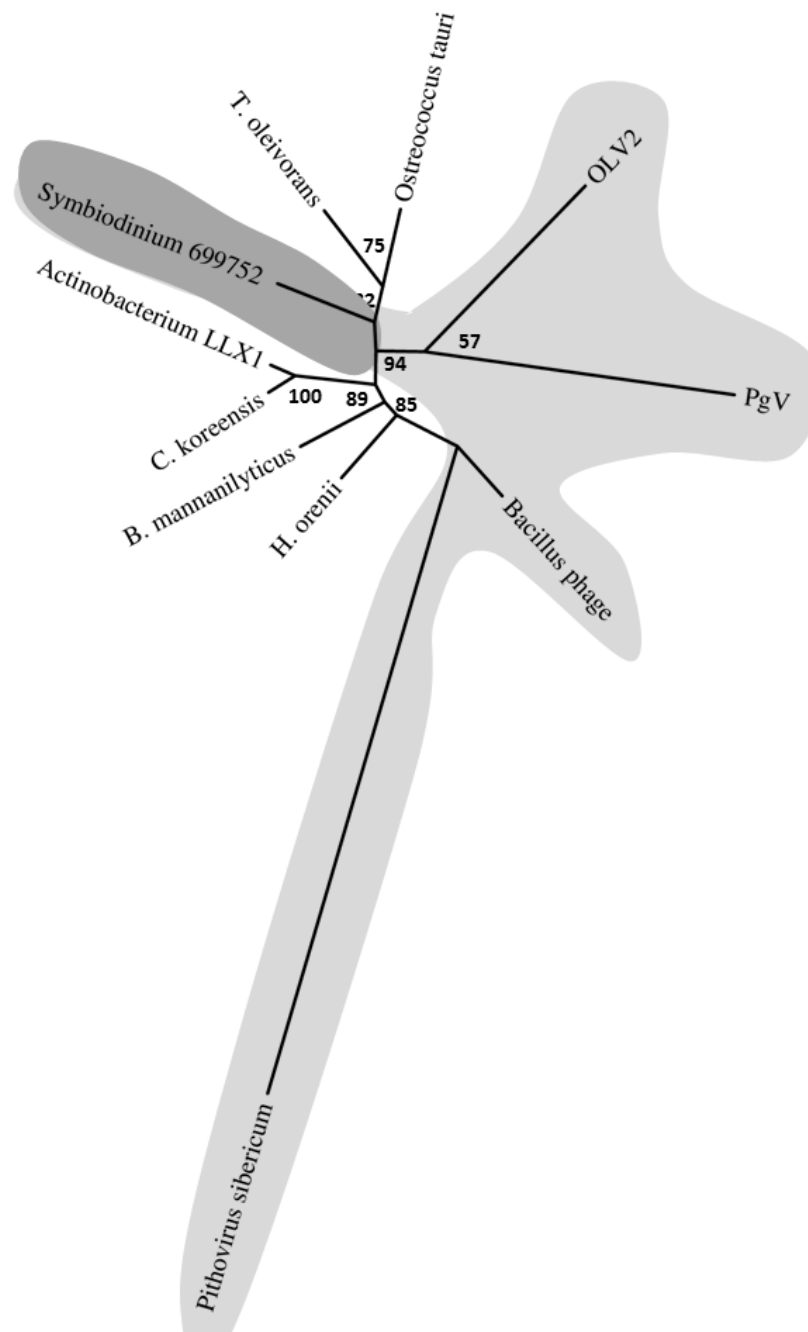 Ostreococcus tauri
T. oleivorans
OLV2
75
Symbiodinium 699752
Actinobacterium LLX1
57
94
PgV
100
89
85
C. koreensis
B. mannanilyticus
H. orenii
Bacillus phage
Pithovirus sibericum